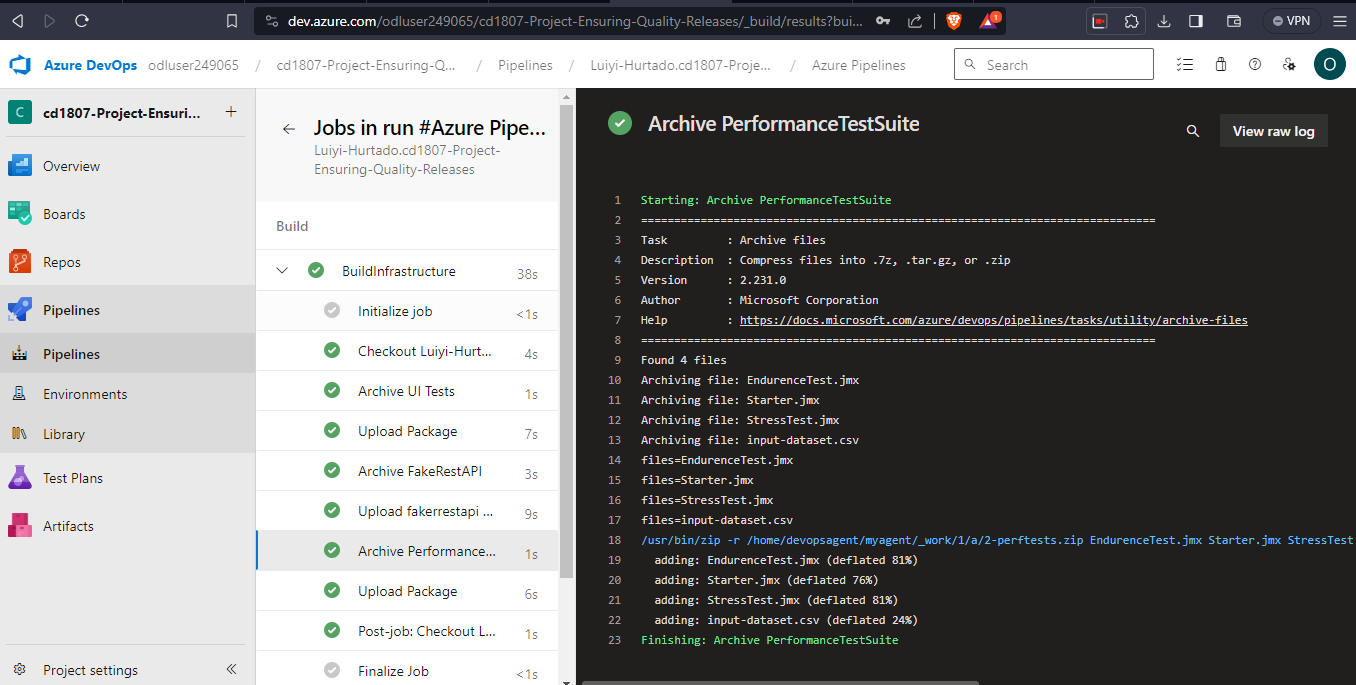 dev.azure.com/odluser249065/cd1807-Project-Ensuring-Quality-Releases/_build/results?bui...
1
VPN
Azure DevOps
odluser249065 / cd1807-Project-Ensuring-Q... / Pipelines / Luiyi-Hurtado.cd1807-Proje... / Azure Pipelines
Search
O
C
cd1807-Project-Ensuri...
+
Overview
Boards
Repos
Pipelines
Pipelines
Environments
Library
Test Plans
Artifacts
Project settings
Jobs in run #Azure Pipe...
Luiyi-Hurtado.cd1807-Project-
Ensuring-Quality-Releases
Build
BuildInfrastructure 38s
Initialize job <1s
Checkout Luiyi-Hurt... 4s
Archive UI Tests 1s
Upload Package 7s
Archive FakeRestAPI 3s
Upload fakerrestapi ... 9s
Archive Performance... 1s
Upload Package 6s
Post-job: Checkout L... 1s
Finalize Job <1s
Archive PerformanceTestSuite
View raw log
1 Starting: Archive PerformanceTestSuite
2 ==============================================================================
3 Task : Archive files
4 Description : Compress files into .7z, .tar.gz, or .zip
5 Version : 2.231.0
6 Author : Microsoft Corporation
7 Help : https://docs.microsoft.com/azure/devops/pipelines/tasks/utility/archive-files
8 ==============================================================================
9 Found 4 files
10 Archiving file: EndurenceTest.jmx
11 Archiving file: Starter.jmx
12 Archiving file: StressTest.jmx
13 Archiving file: input-dataset.csv
14 files=EndurenceTest.jmx
15 files=Starter.jmx
16 files=StressTest.jmx
17 files=input-dataset.csv
18 /usr/bin/zip -r /home/devopsagent/myagent/_work/1/a/2-perftests.zip EndurenceTest.jmx Starter.jmx StressTest
19 adding: EndurenceTest.jmx (deflated 81%)
20 adding: Starter.jmx (deflated 76%)
21 adding: StressTest.jmx (deflated 81%)
22 adding: input-dataset.csv (deflated 24%)
23 Finishing: Archive PerformanceTestSuite